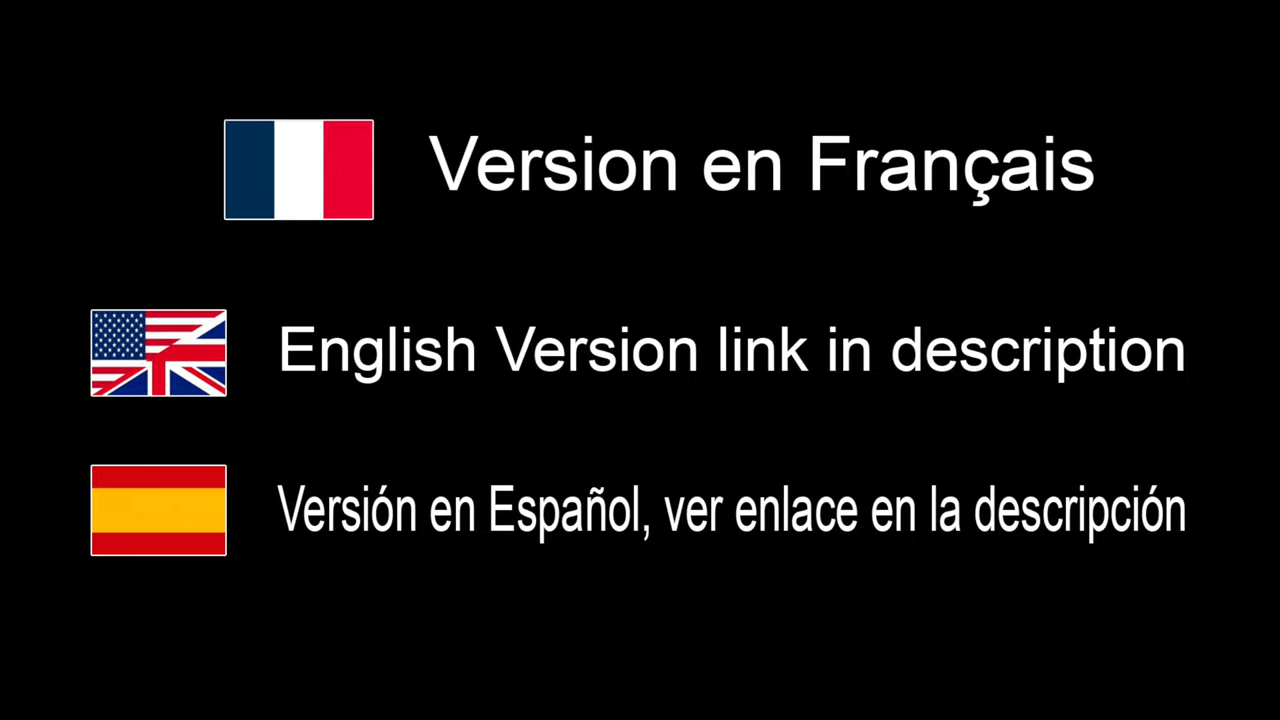 Version en Français
English Version link in description
Versión en Español, ver enlace en la descripción